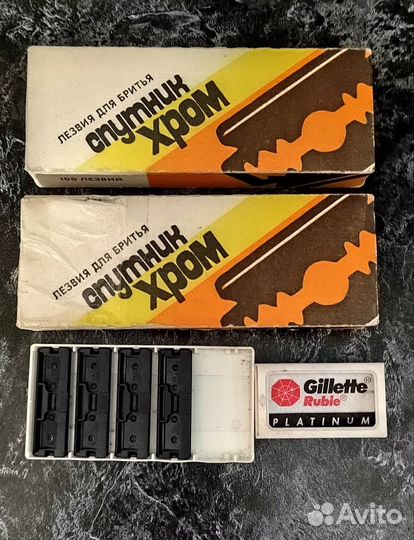 ЛЕЗВИЯ ДЛЯ БРИТЬЯ
спутник
хром
100 ЛЕЗВИЙ
ЛЕЗВИЯ ДЛЯ БРИТЬЯ
спутник
хром
Gillette®
Rubie®
PLATINUM
Avito